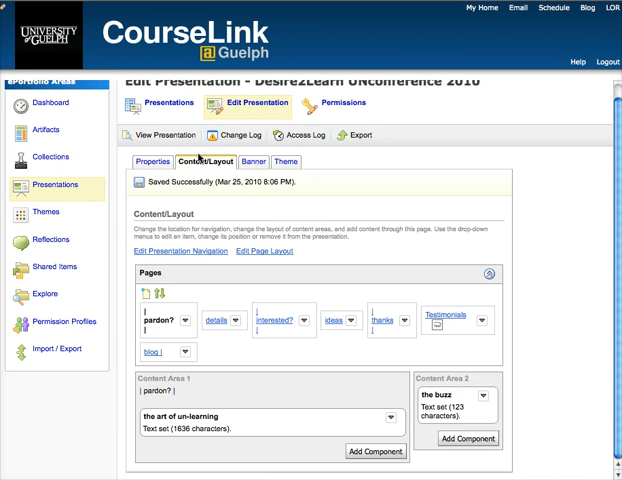 My Home Email Schedule Blog LOR
UNIVERSITY
of GUELPH
CourseLink
@Guelph
Help Logout
ePortfolio Areas
Dashboard
Artifacts
Collections
Presentations
Themes
Reflections
Shared Items
Explore
Permission Profiles
Import / Export
Edit Presentation - Desire2Learn UNconference 2010
Presentations Edit Presentation Permissions
View Presentation Change Log Access Log Export
Properties Content/Layout Banner Theme
Saved Successfully (Mar 25, 2010 8:06 PM).
Content/Layout
Change the location for navigation, change the layout of content areas, and add content through this page. Use the drop-down
menus to edit an item, change its position or remove it from the presentation.
Edit Presentation Navigation Edit Page Layout
Pages
| pardon? |
details
| interested? |
ideas
| thanks |
Testimonials
blog |
Content Area 1
| pardon? |
the art of un-learning
Text set (1636 characters).
Add Component
Content Area 2
the buzz
Text set (123
characters).
Add Component